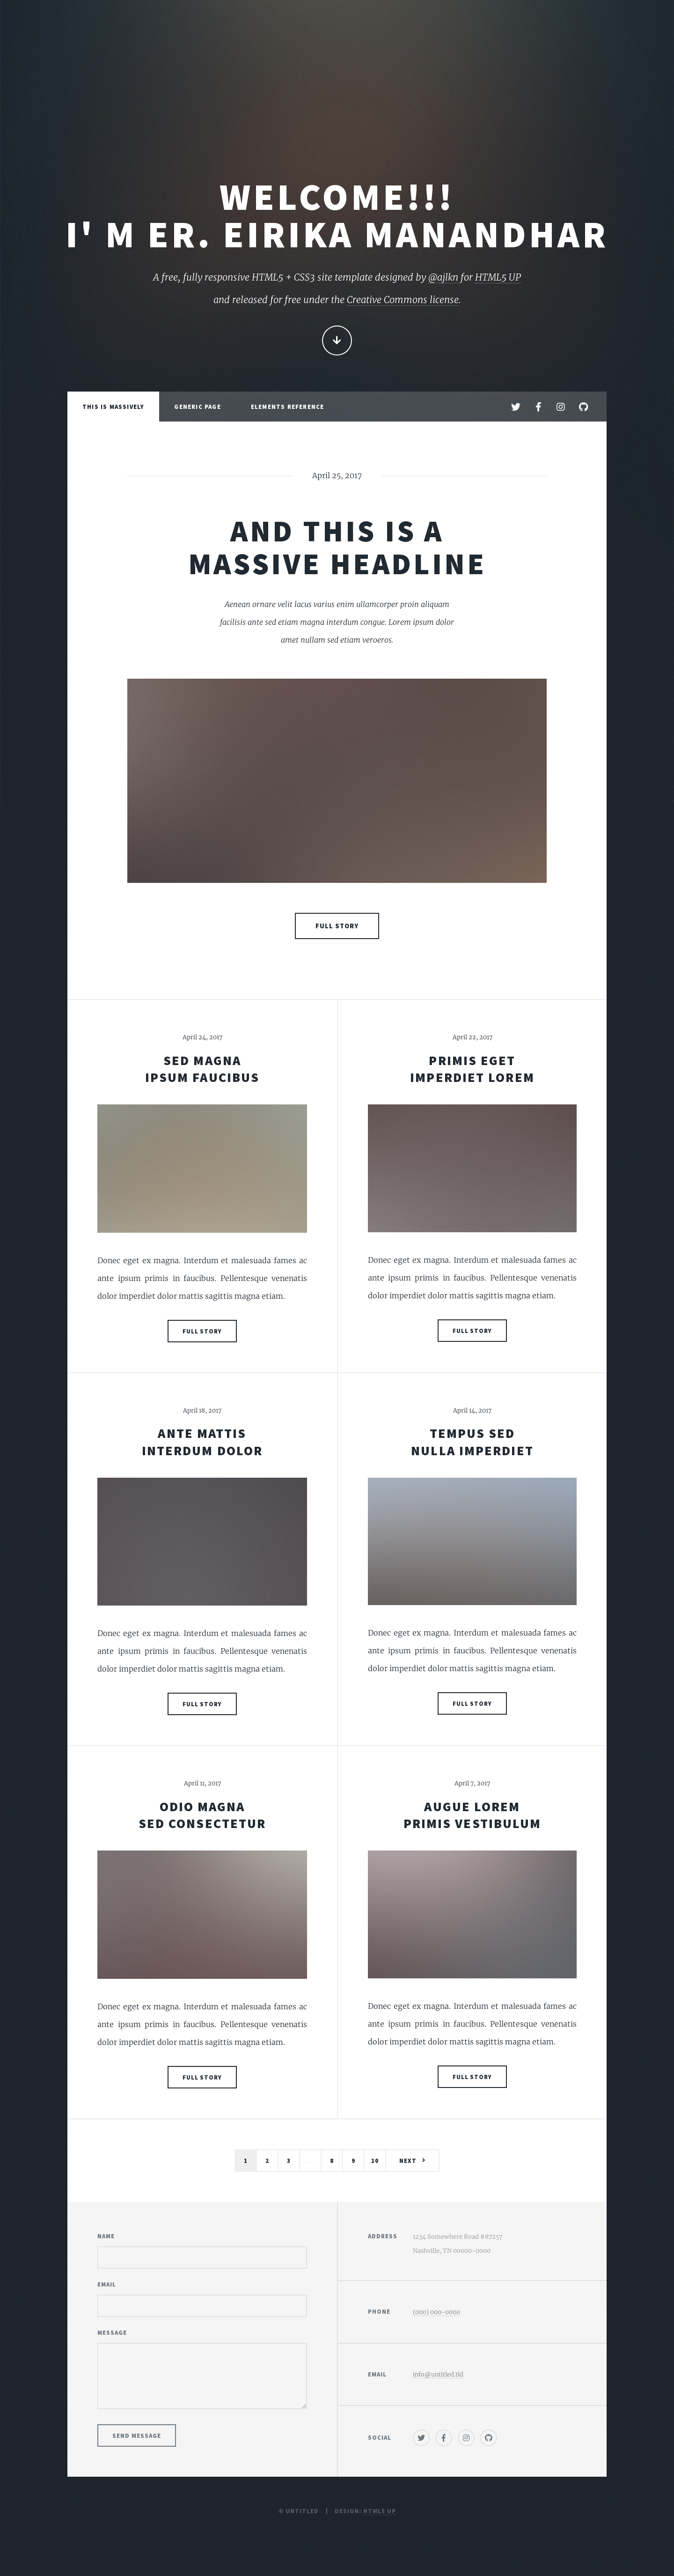 WELCOME!!!
I' M ER. EIRIKA MANANDHAR
A free, fully responsive HTML5 + CSS3 site template designed by @ajlkn for HTML5 UP
and released for free under the Creative Commons license.
THIS IS MASSIVELY GENERIC PAGE ELEMENTS REFERENCE
April 25, 2017
AND THIS IS A
MASSIVE HEADLINE
Aenean ornare velit lacus varius enim ullamcorper proin aliquam
facilisis ante sed etiam magna interdum congue. Lorem ipsum dolor
amet nullam sed etiam veroeros.
FULL STORY
April 24, 2017
SED MAGNA
IPSUM FAUCIBUS
Donec eget ex magna. Interdum et malesuada fames ac
ante ipsum primis in faucibus. Pellentesque venenatis
dolor imperdiet dolor mattis sagittis magna etiam.
FULL STORY
April 22, 2017
PRIMIS EGET
IMPERDIET LOREM
Donec eget ex magna. Interdum et malesuada fames ac
ante ipsum primis in faucibus. Pellentesque venenatis
dolor imperdiet dolor mattis sagittis magna etiam.
FULL STORY
April 18, 2017
ANTE MATTIS
INTERDUM DOLOR
Donec eget ex magna. Interdum et malesuada fames ac
ante ipsum primis in faucibus. Pellentesque venenatis
dolor imperdiet dolor mattis sagittis magna etiam.
FULL STORY
April 14, 2017
TEMPUS SED
NULLA IMPERDIET
Donec eget ex magna. Interdum et malesuada fames ac
ante ipsum primis in faucibus. Pellentesque venenatis
dolor imperdiet dolor mattis sagittis magna etiam.
FULL STORY
April 11, 2017
ODIO MAGNA
SED CONSECTETUR
Donec eget ex magna. Interdum et malesuada fames ac
ante ipsum primis in faucibus. Pellentesque venenatis
dolor imperdiet dolor mattis sagittis magna etiam.
FULL STORY
April 7, 2017
AUGUE LOREM
PRIMIS VESTIBULUM
Donec eget ex magna. Interdum et malesuada fames ac
ante ipsum primis in faucibus. Pellentesque venenatis
dolor imperdiet dolor mattis sagittis magna etiam.
FULL STORY
1 2 3 … 8 9 10 NEXT
NAME
EMAIL
MESSAGE
SEND MESSAGE
ADDRESS 1234 Somewhere Road #87257
Nashville, TN 00000-0000
PHONE (000) 000-0000
EMAIL info@untitled.tld
SOCIAL
© UNTITLED | DESIGN: HTML5 UP